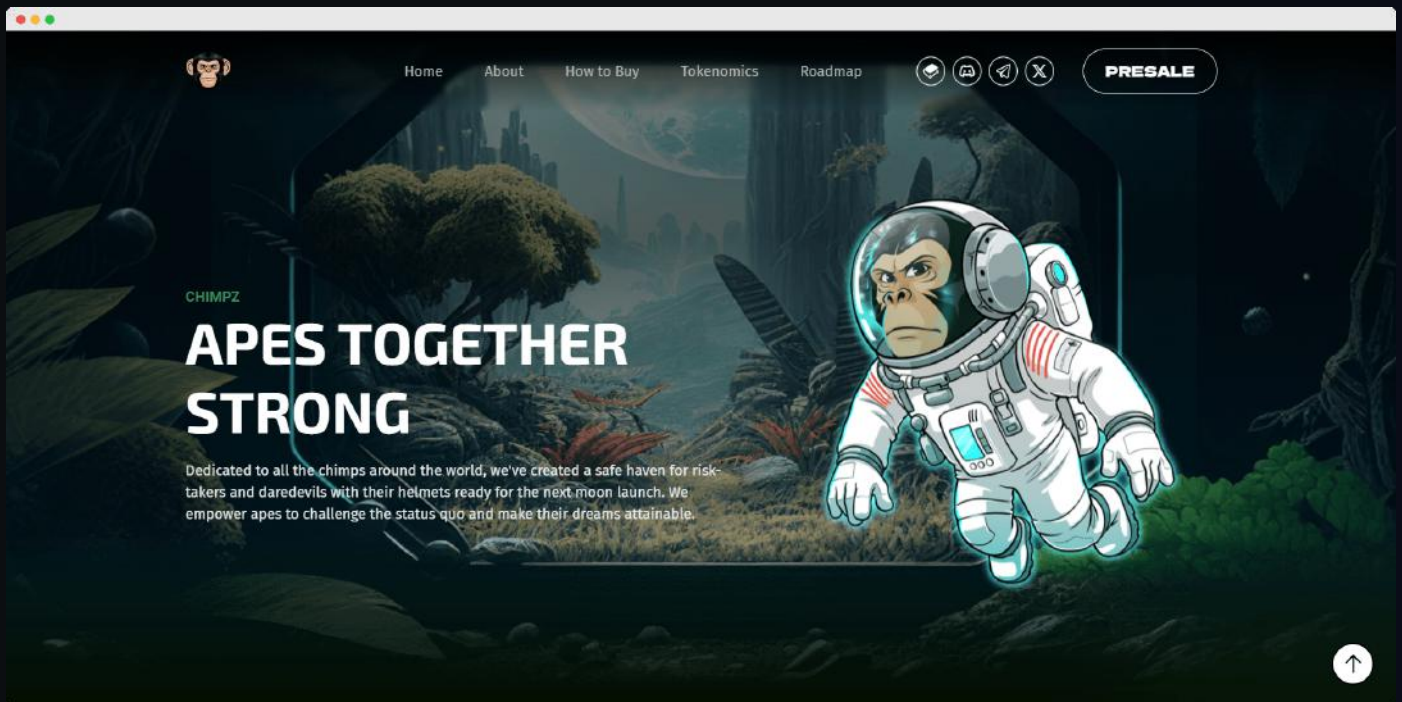 Home About How to Buy Tokenomics Roadmap PRESALE
CHIMPZ
APES TOGETHER
STRONG
Dedicated to all the chimps around the world, we've created a safe haven for risk-
takers and daredevils with their helmets ready for the next moon launch. We
empower apes to challenge the status quo and make their dreams attainable.